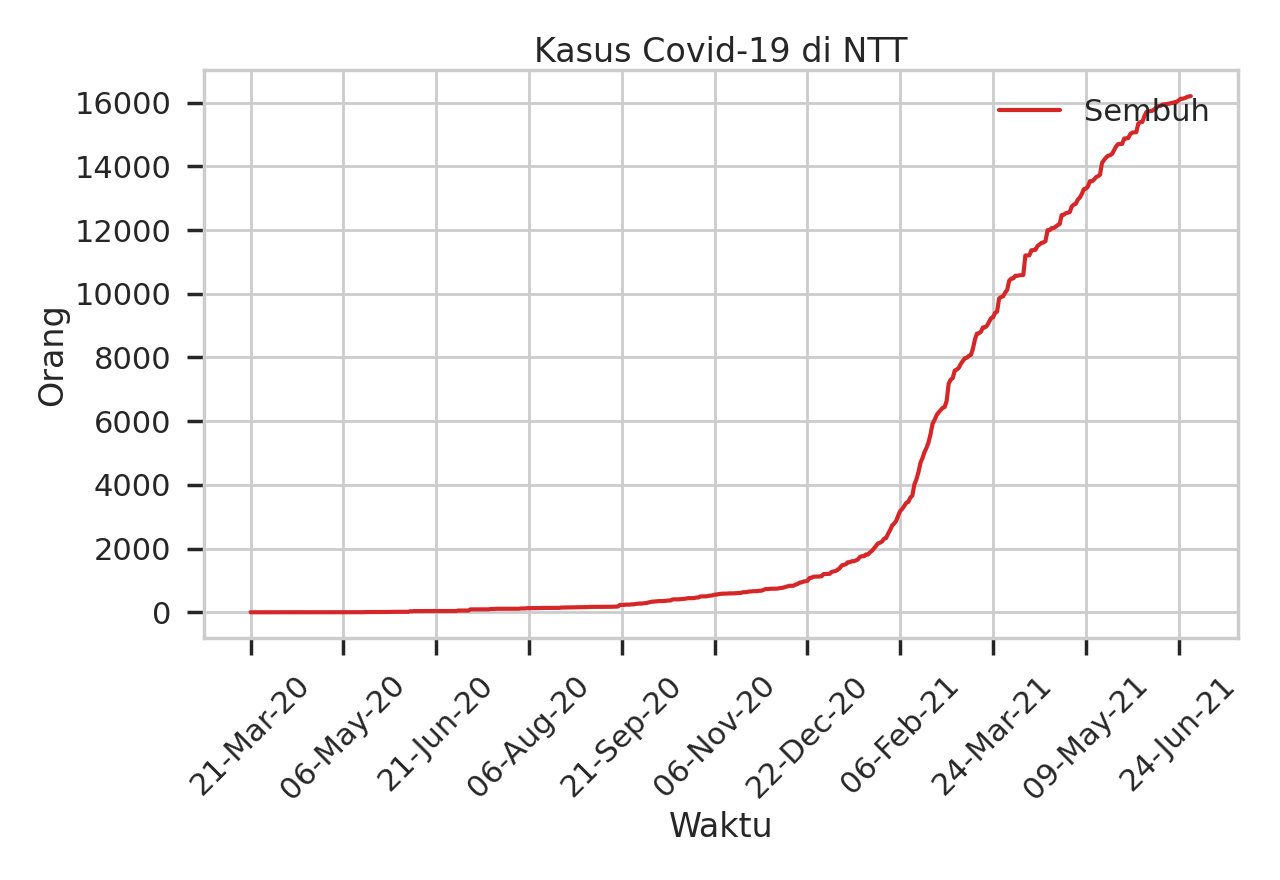 Kasus Covid-19 di NTT
Sembuh
16000
14000
12000
10000
8000
6000
4000
2000
0
Orang
21-Mar-20
06-May-20
21-Jun-20
06-Aug-20
21-Sep-20
06-Nov-20
22-Dec-20
06-Feb-21
24-Mar-21
09-May-21
24-Jun-21
Waktu